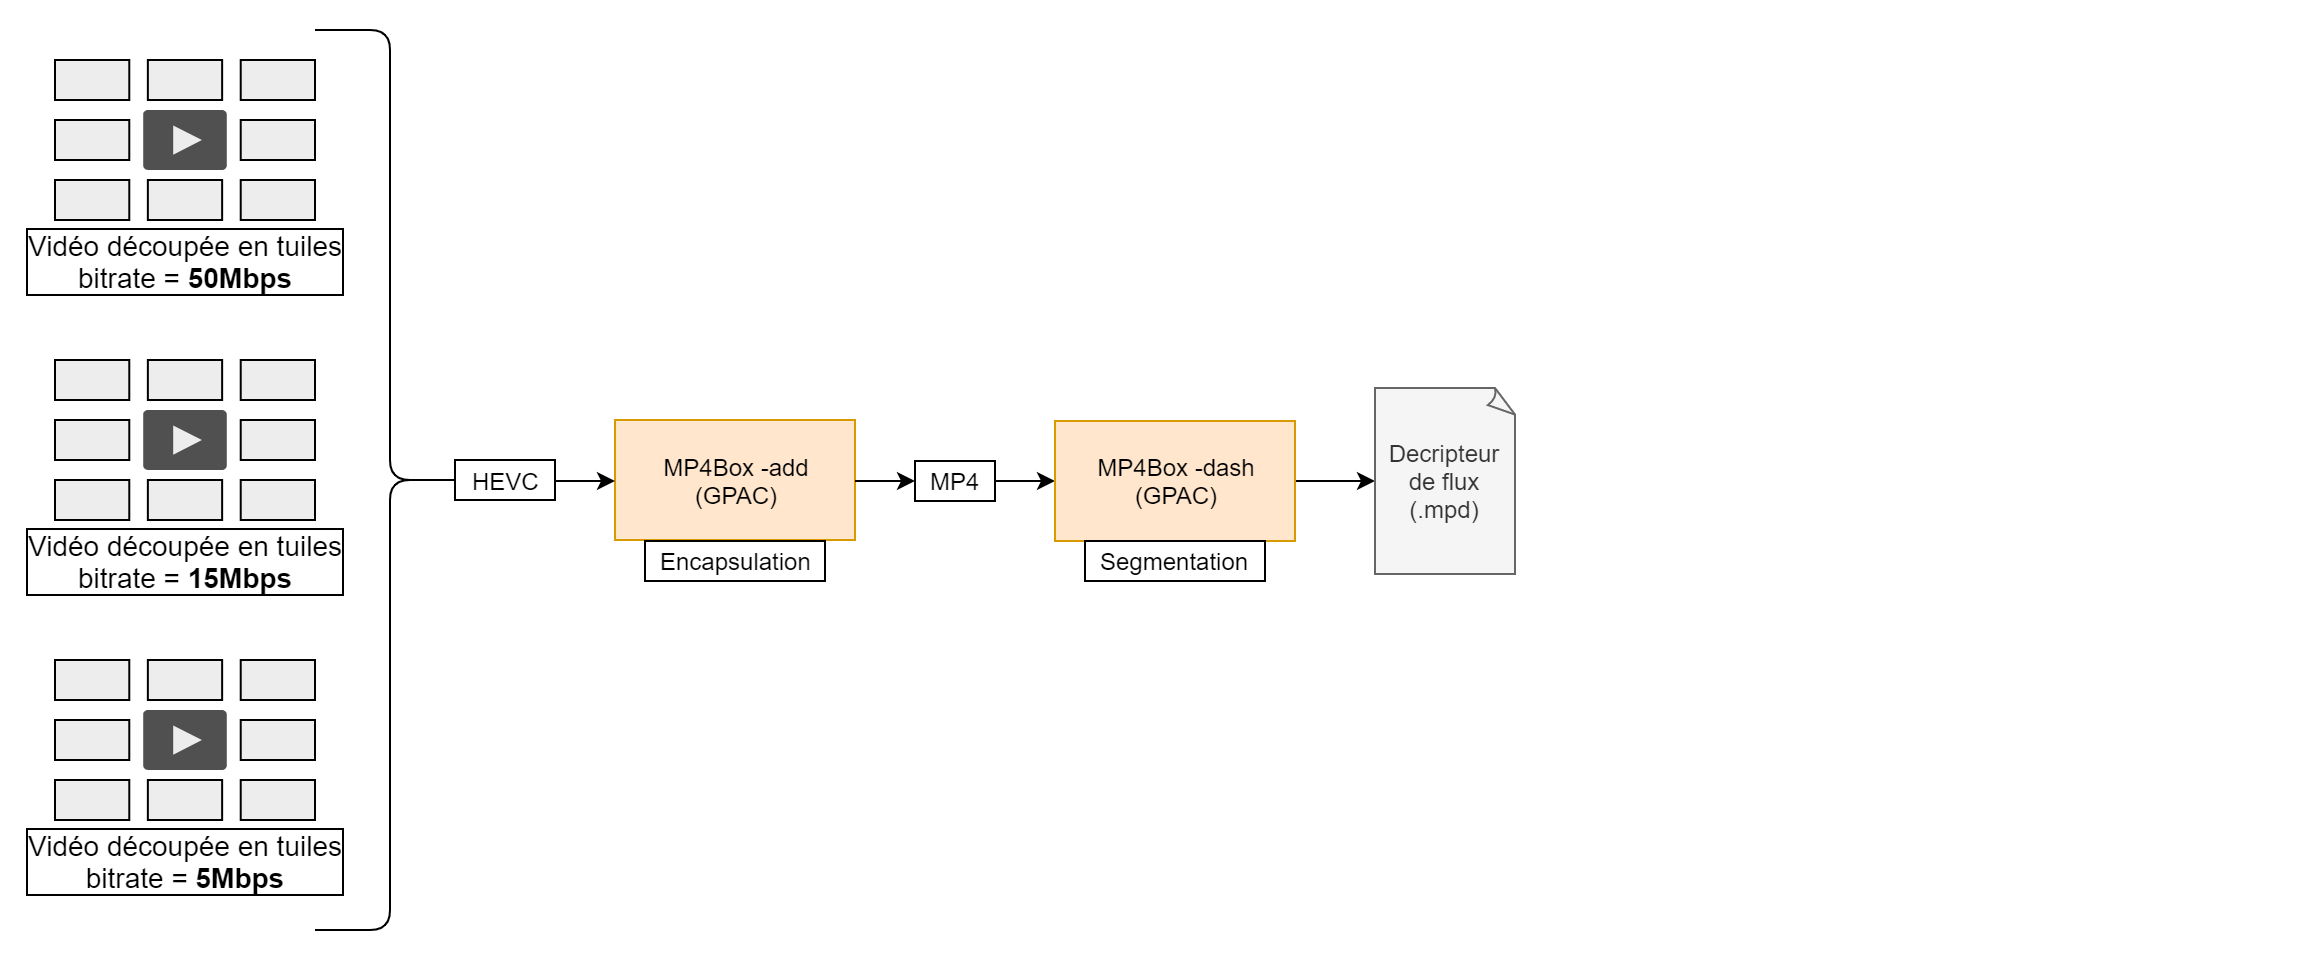 Vidéo découpée en tuiles
bitrate = 50Mbps
Vidéo découpée en tuiles
bitrate = 15Mbps
Vidéo découpée en tuiles
bitrate = 5Mbps
HEVC
MP4Box -add
(GPAC)
Encapsulation
MP4
MP4Box -dash
(GPAC)
Segmentation
Decripteur
de flux
(.mpd)